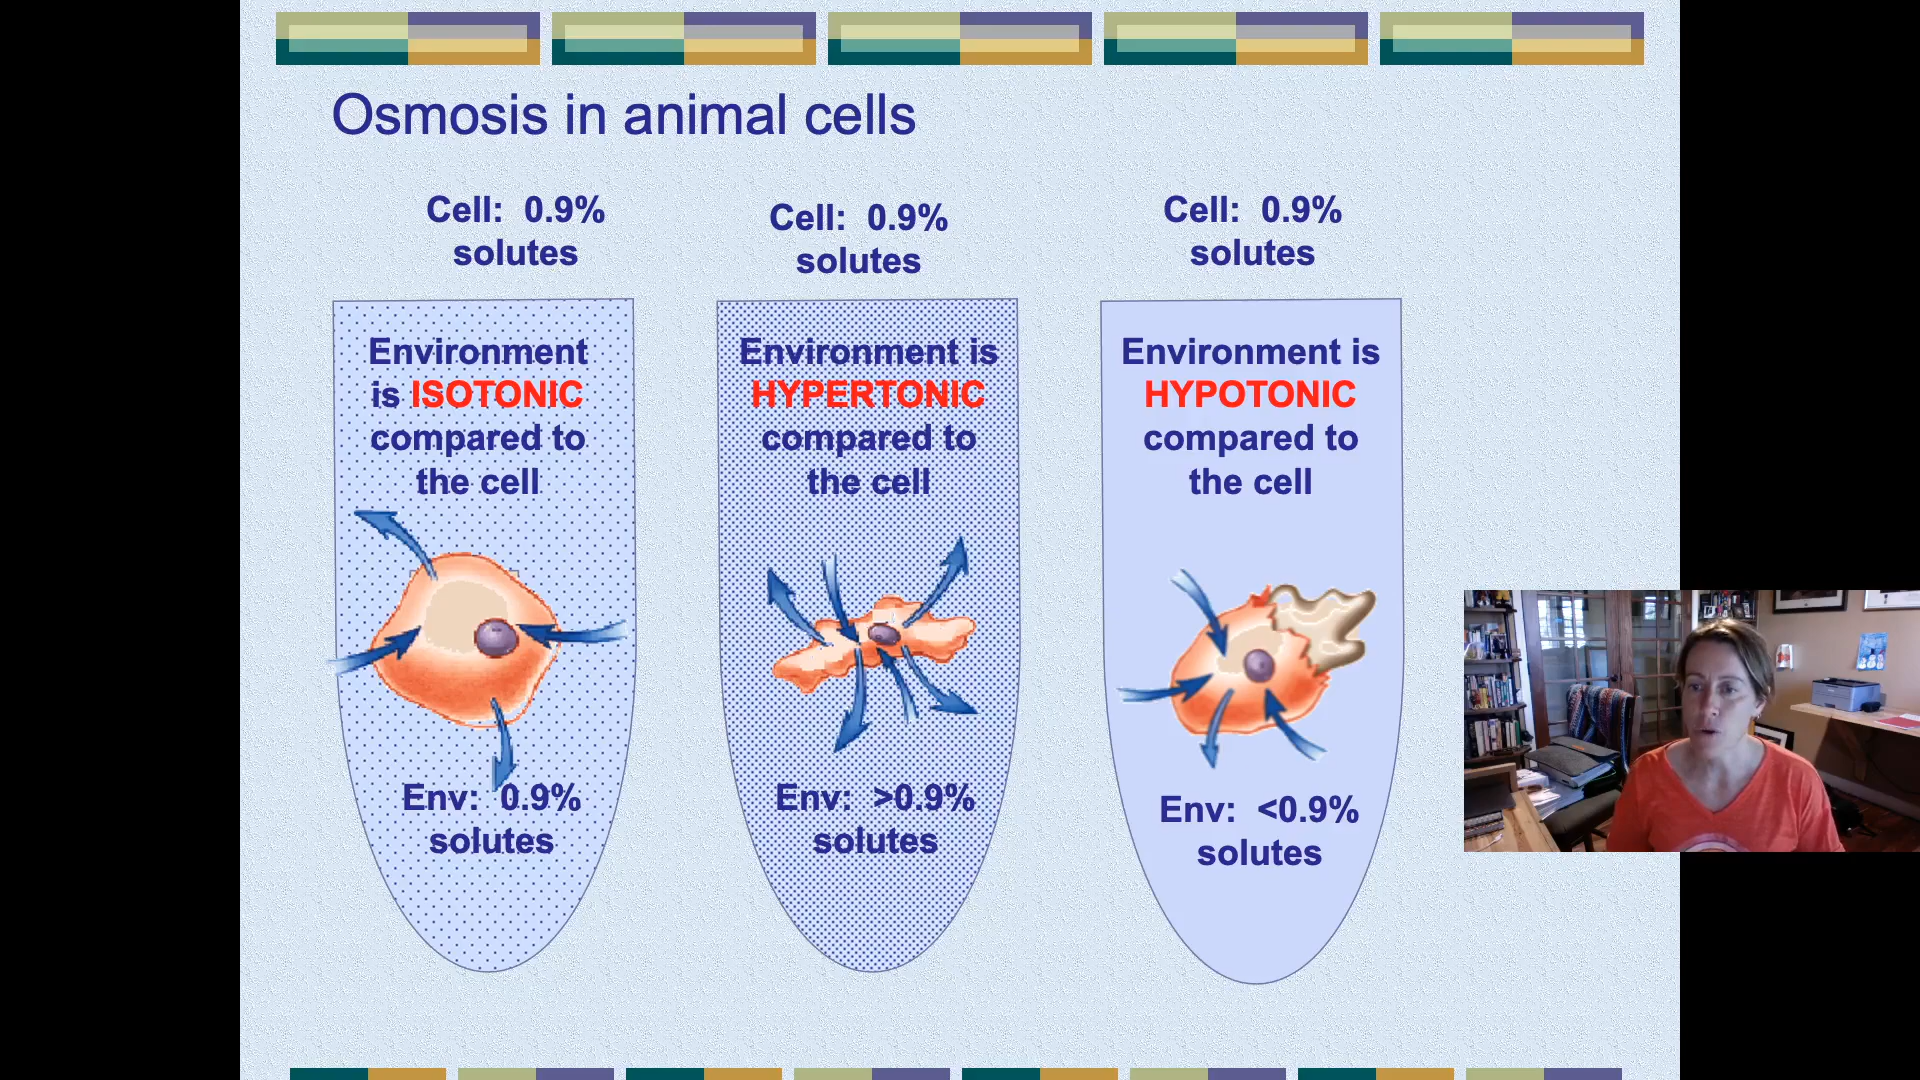 Osmosis in animal cells
Cell: 0.9%
solutes
Environment
is ISOTONIC
compared to
the cell
Env: 0.9%
solutes
Cell: 0.9%
solutes
Environment is
HYPERTONIC
compared to
the cell
Env: >0.9%
solutes
Cell: 0.9%
solutes
Environment is
HYPOTONIC
compared to
the cell
Env: <0.9%
solutes